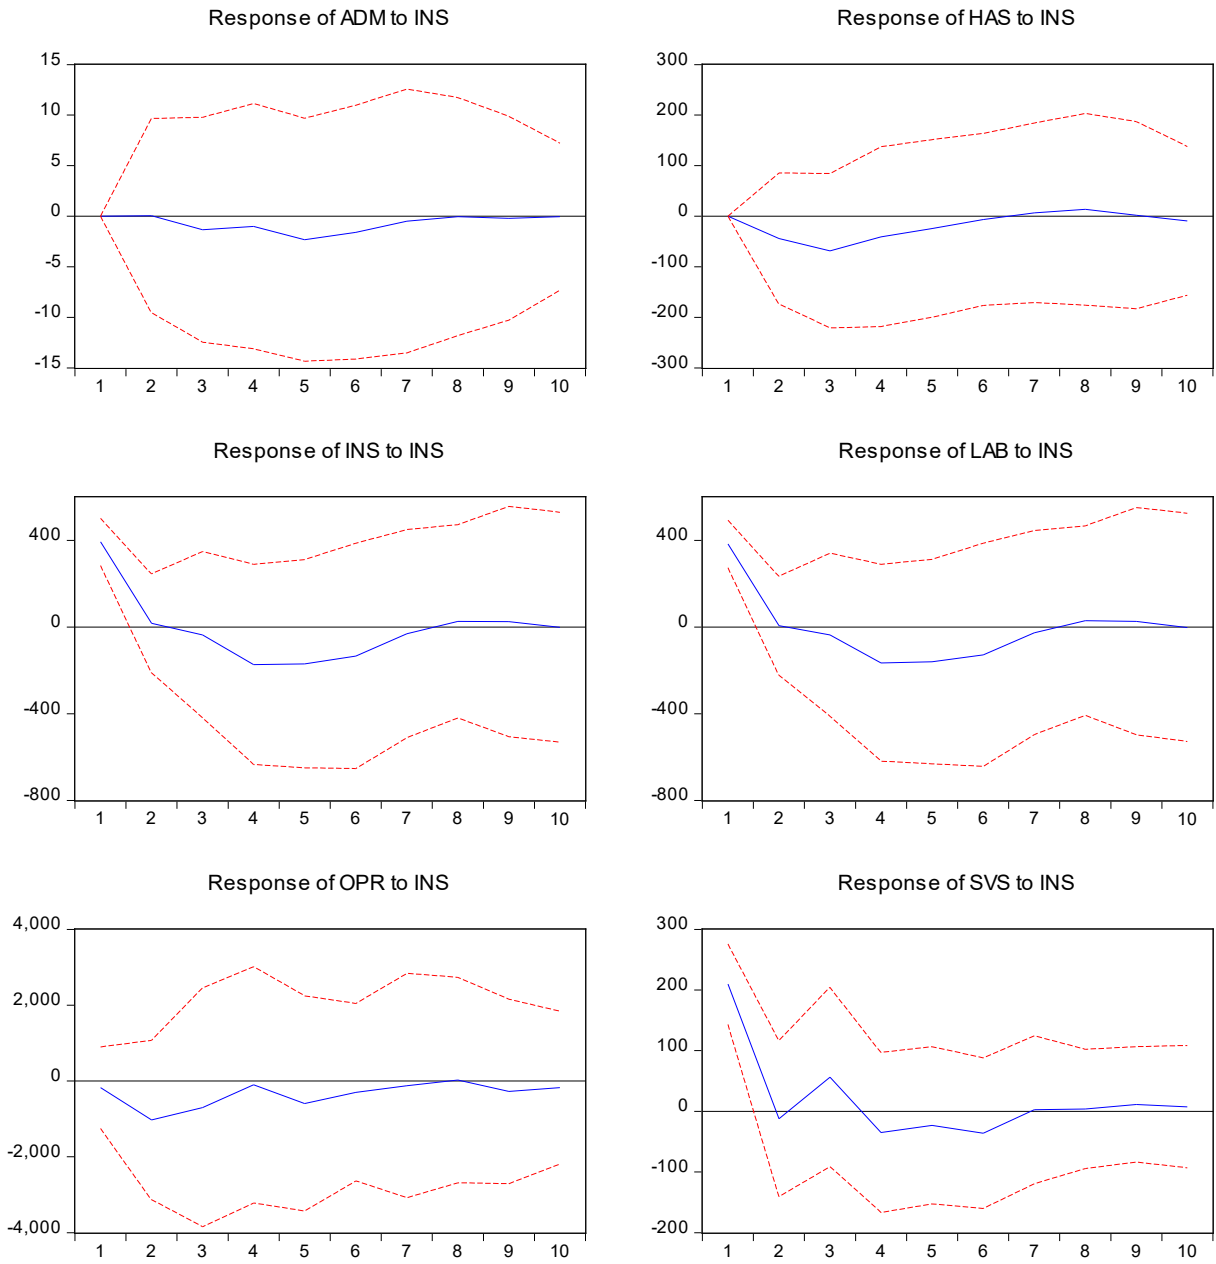 Response of ADM to INS
15
10
5
0
-5
-10
-15
1 2 3 4 5 6 7 8 9 10
Response of HAS to INS
300
200
100
0
-100
-200
-300
1 2 3 4 5 6 7 8 9 10
Response of INS to INS
400
0
-400
-800
1 2 3 4 5 6 7 8 9 10
Response of LAB to INS
400
0
-400
-800
1 2 3 4 5 6 7 8 9 10
Response of OPR to INS
4,000
2,000
0
-2,000
-4,000
1 2 3 4 5 6 7 8 9 10
Response of SVS to INS
300
200
100
0
-100
-200
1 2 3 4 5 6 7 8 9 10